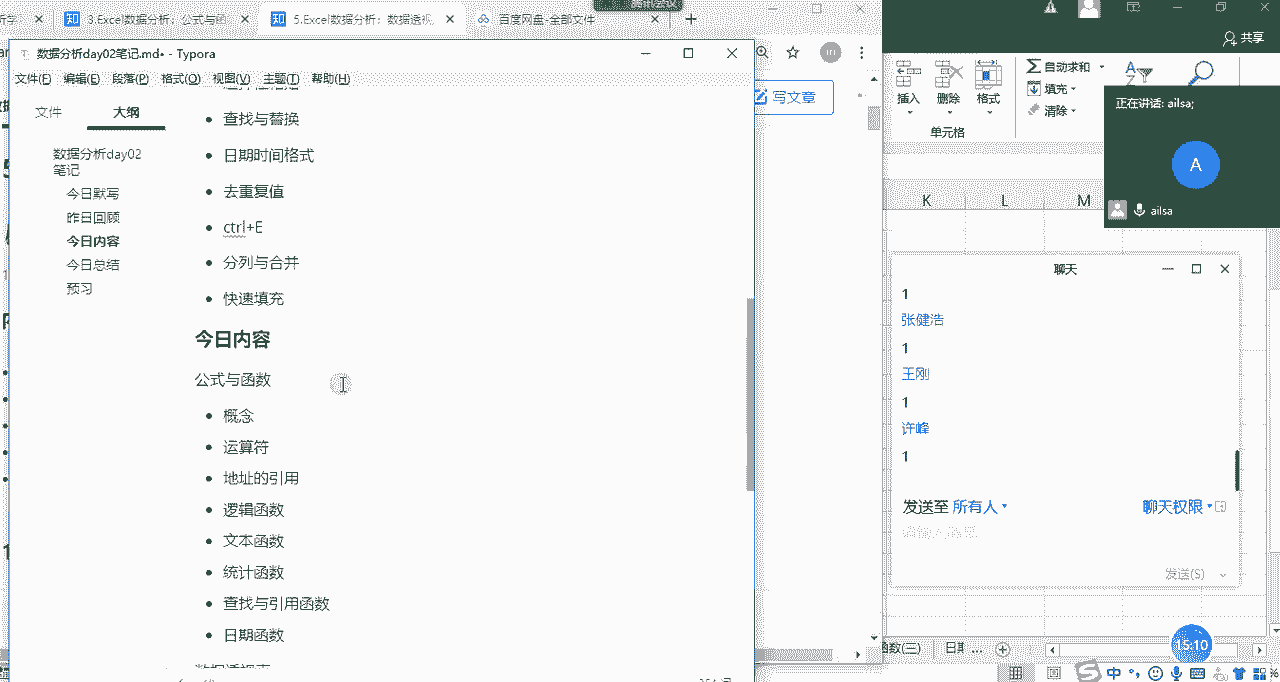 3.Excel数据分析:公式与函
5.Excel数据分析:数据透视,
百度网盘-全部文件
数据分析day02笔记.md• - Typora
文件(F) 编辑(E) 段落(P) 格式(O) 视图(V) 主题(T) 帮助(H)
文件 大纲
数据分析day02
笔记
今日默写
昨日回顾
今日内容
今日总结
预习
查找与替换
日期时间格式
去重复值
ctrl+E
分列与合并
快速填充
今日内容
公式与函数
概念
运算符
地址的引用
逻辑函数
文本函数
统计函数
查找与引用函数
日期函数
写文章
共享
插入 删除 格式
单元格
自动求和
填充
清除
正在讲话: ailsa;
A
ailsa
K L M
聊天
1
张健浩
1
王刚
1
许峰
1
发送至 所有人
聊天权限
发送(S)
函数(三) 日期 ...
15:10
中